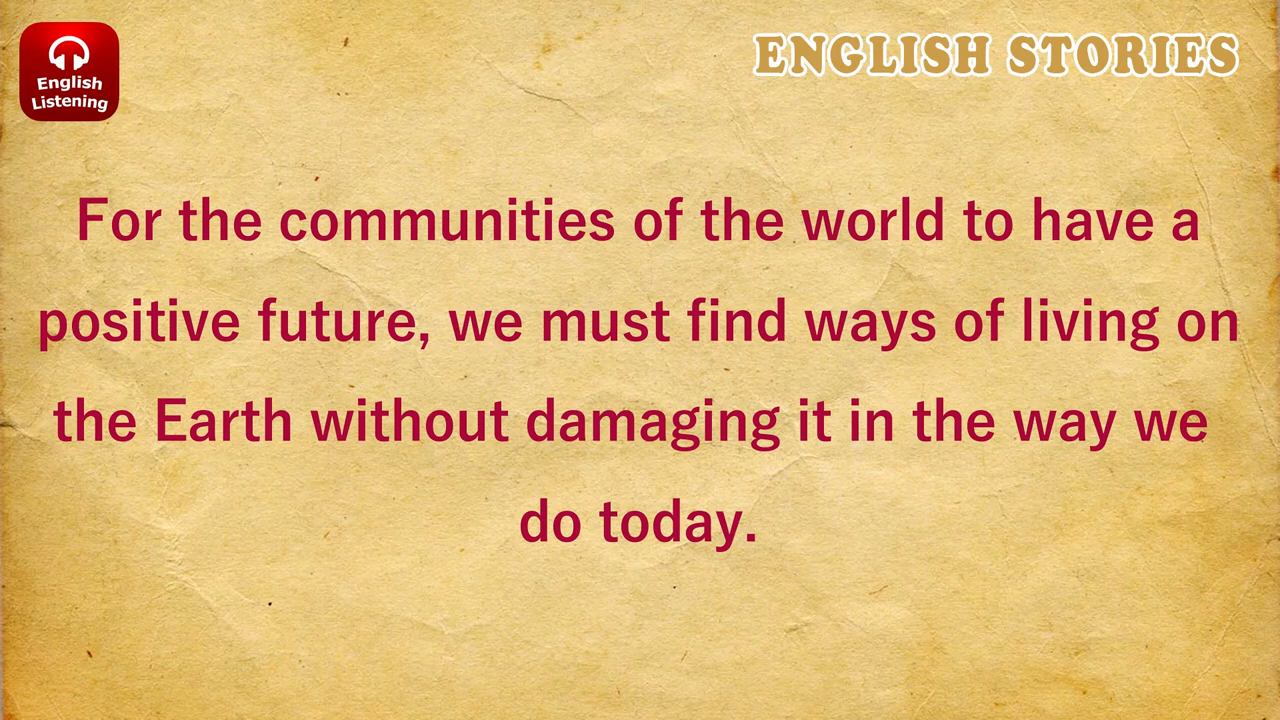 English
Listening
ENGLISH STORIES
For the communities of the world to have a
positive future, we must find ways of living on
the Earth without damaging it in the way we
do today.